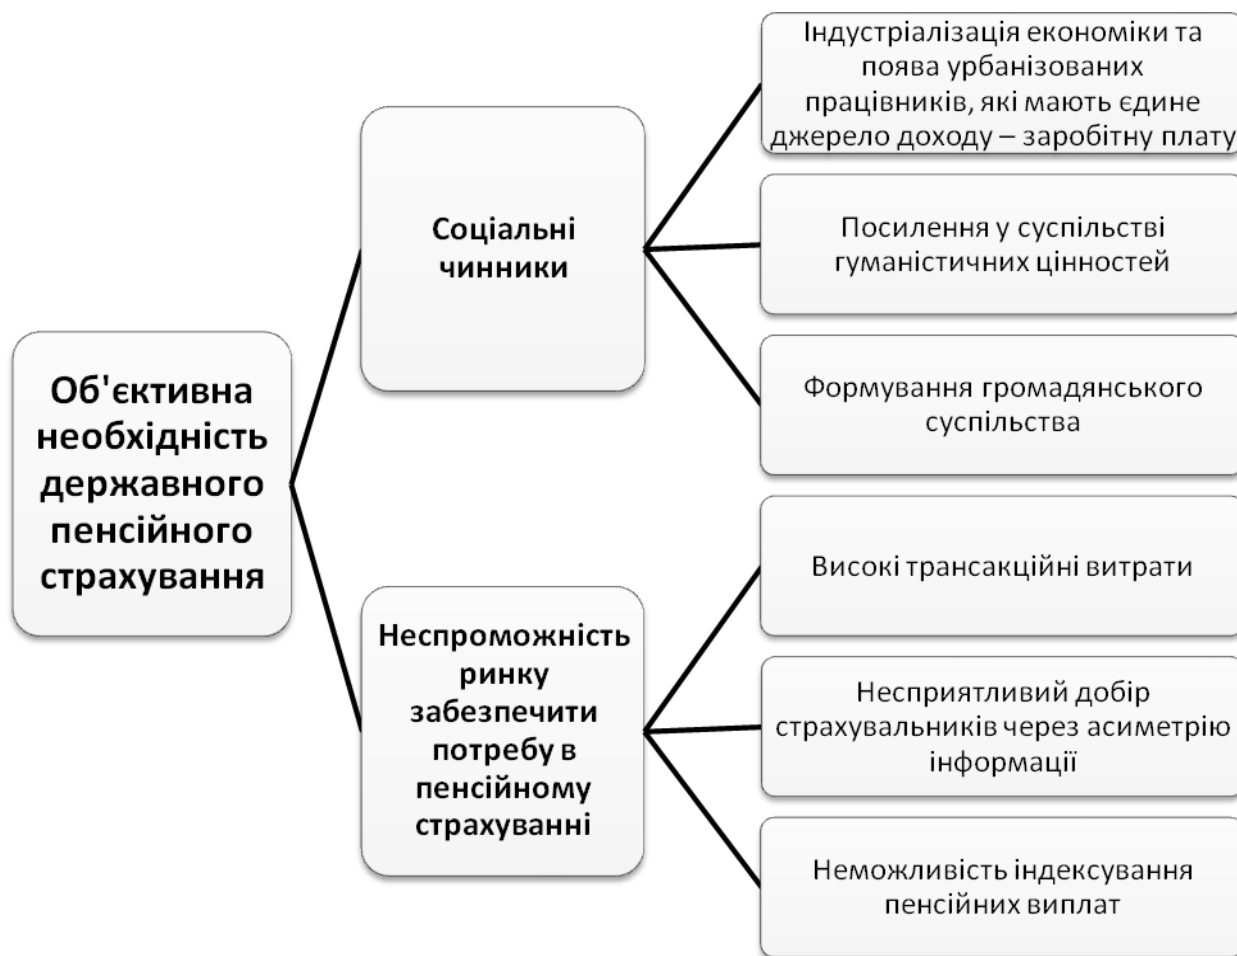 Об'єктивна
необхідність
державного
пенсійного
страхування
Соціальні
чинники
Індустріалізація економіки та
поява урбанізованих
працівників, які мають єдине
джерело доходу – заробітну плату
Посилення у суспільстві
гуманістичних цінностей
Формування громадянського
суспільства
Неспроможність
ринку
забезпечити
потребу в
пенсійному
страхуванні
Високі трансакційні витрати
Несприятливий добір
страхувальників через асиметрію
інформації
Неможливість індексування
пенсійних виплат